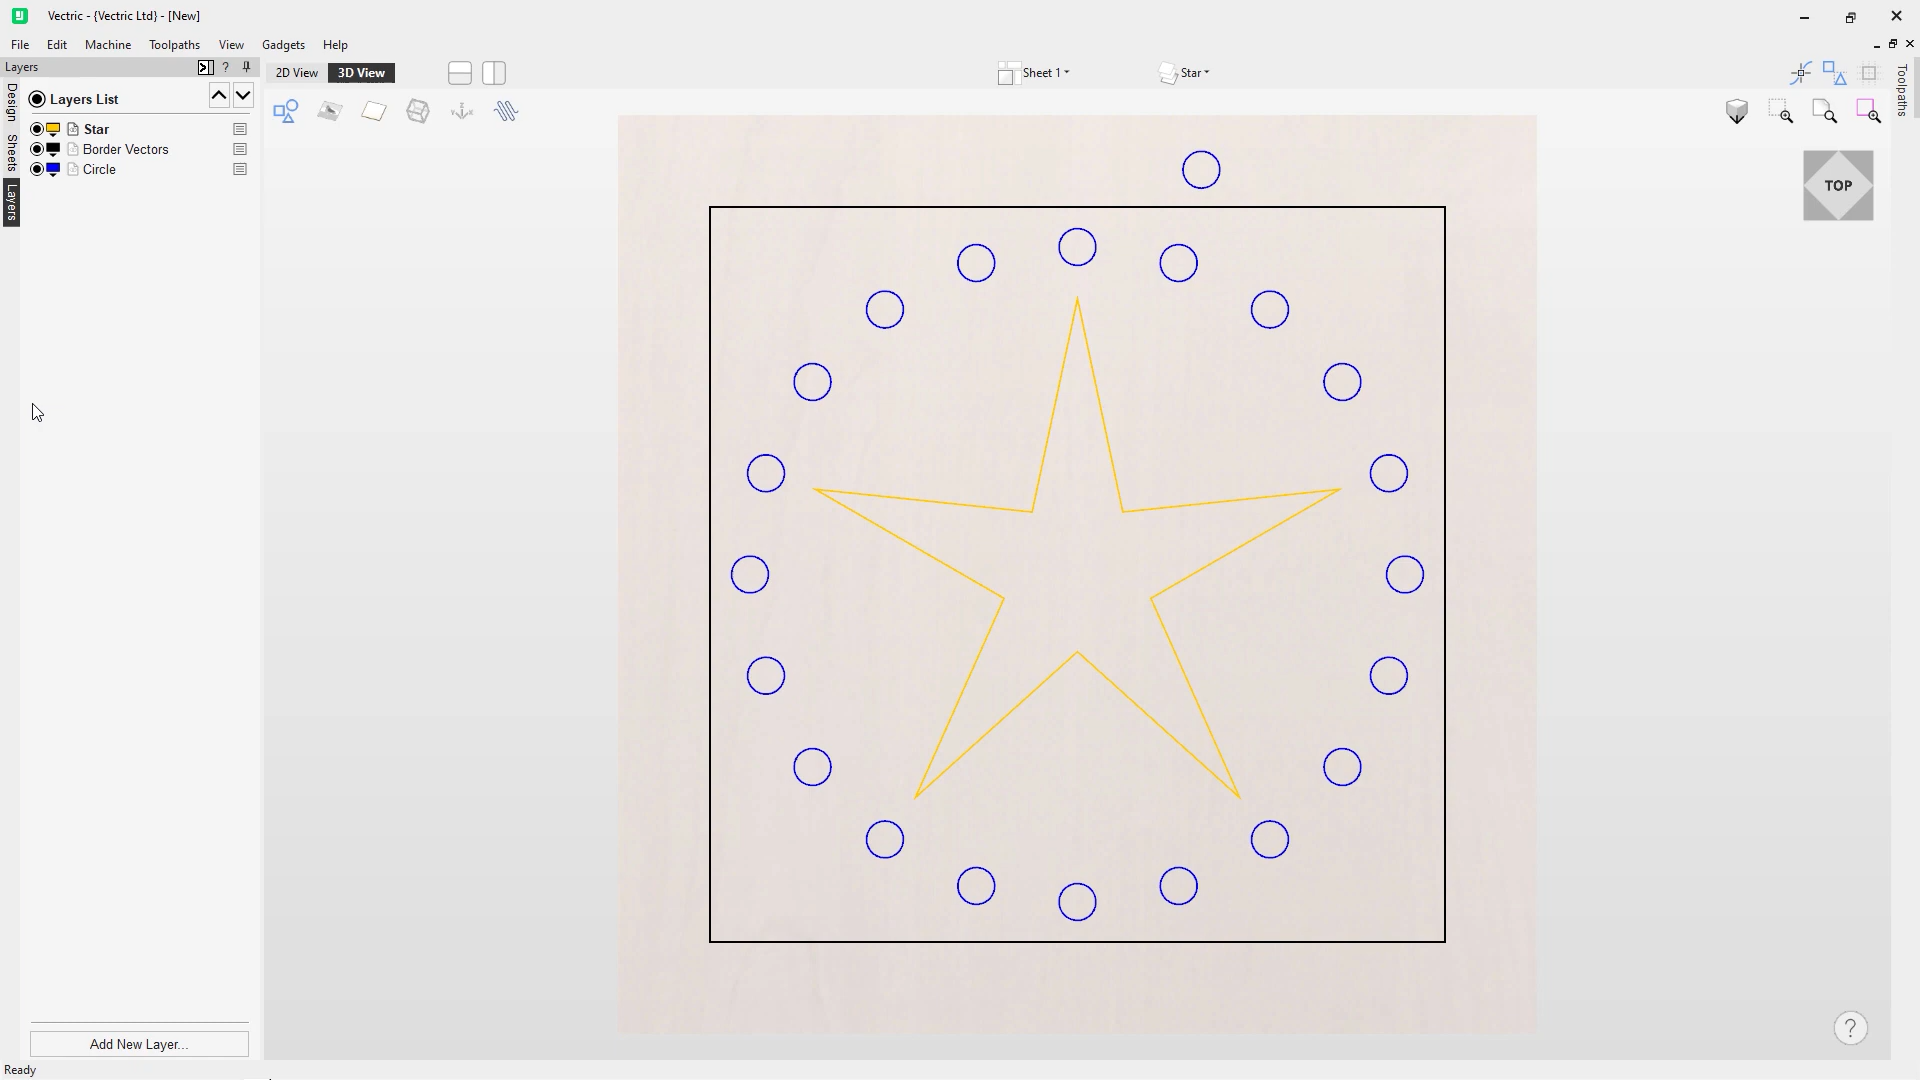 Vectric - {Vectric Ltd} - [New]
File Edit Machine Toolpaths View Gadgets Help
Layers ?
2D View 3D View
Sheet 1
Star
Layers List
Star
Border Vectors
Circle
Design
Sheets
Layers
Toolpaths
TOP
Add New Layer...
?
Ready